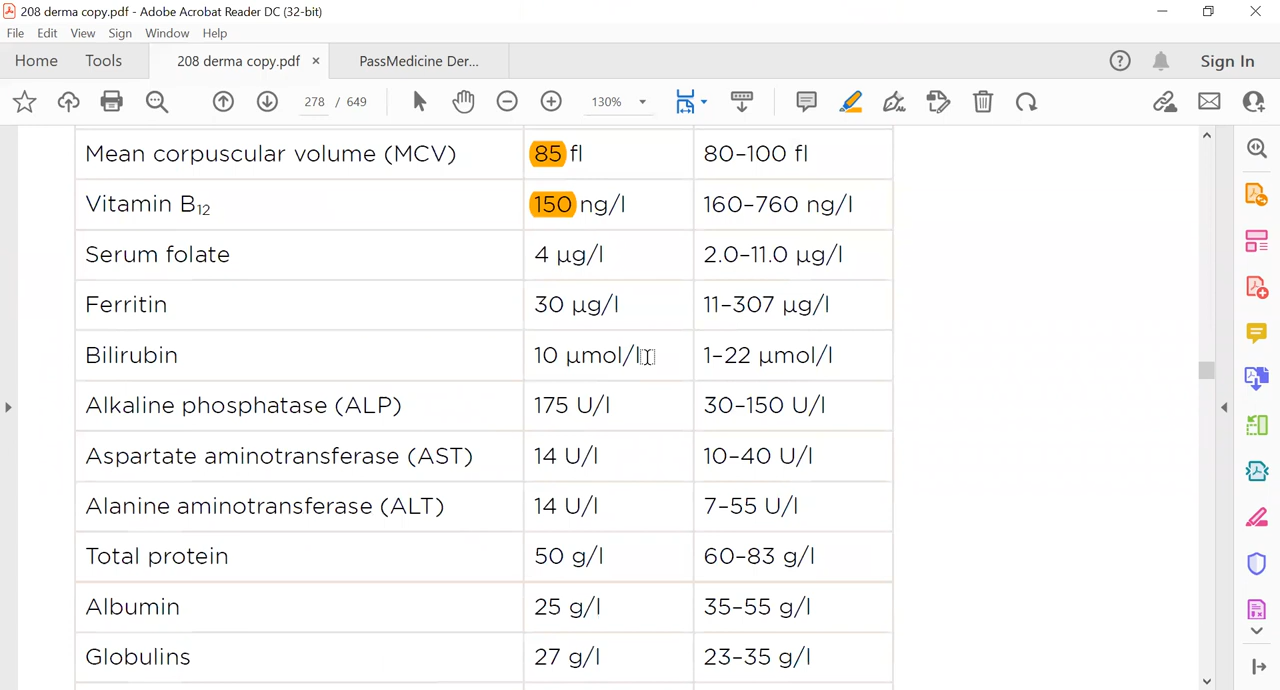 208 derma copy.pdf - Adobe Acrobat Reader DC (32-bit)
File Edit View Sign Window Help
Home Tools 208 derma copy.pdf × PassMedicine Der... Sign In
278 / 649 130%
Mean corpuscular volume (MCV) 85 fl 80–100 fl
Vitamin B12 150 ng/l 160–760 ng/l
Serum folate 4 µg/l 2.0–11.0 µg/l
Ferritin 30 µg/l 11–307 µg/l
Bilirubin 10 µmol/l 1–22 µmol/l
Alkaline phosphatase (ALP) 175 U/l 30–150 U/l
Aspartate aminotransferase (AST) 14 U/l 10–40 U/l
Alanine aminotransferase (ALT) 14 U/l 7–55 U/l
Total protein 50 g/l 60–83 g/l
Albumin 25 g/l 35–55 g/l
Globulins 27 g/l 23–35 g/l